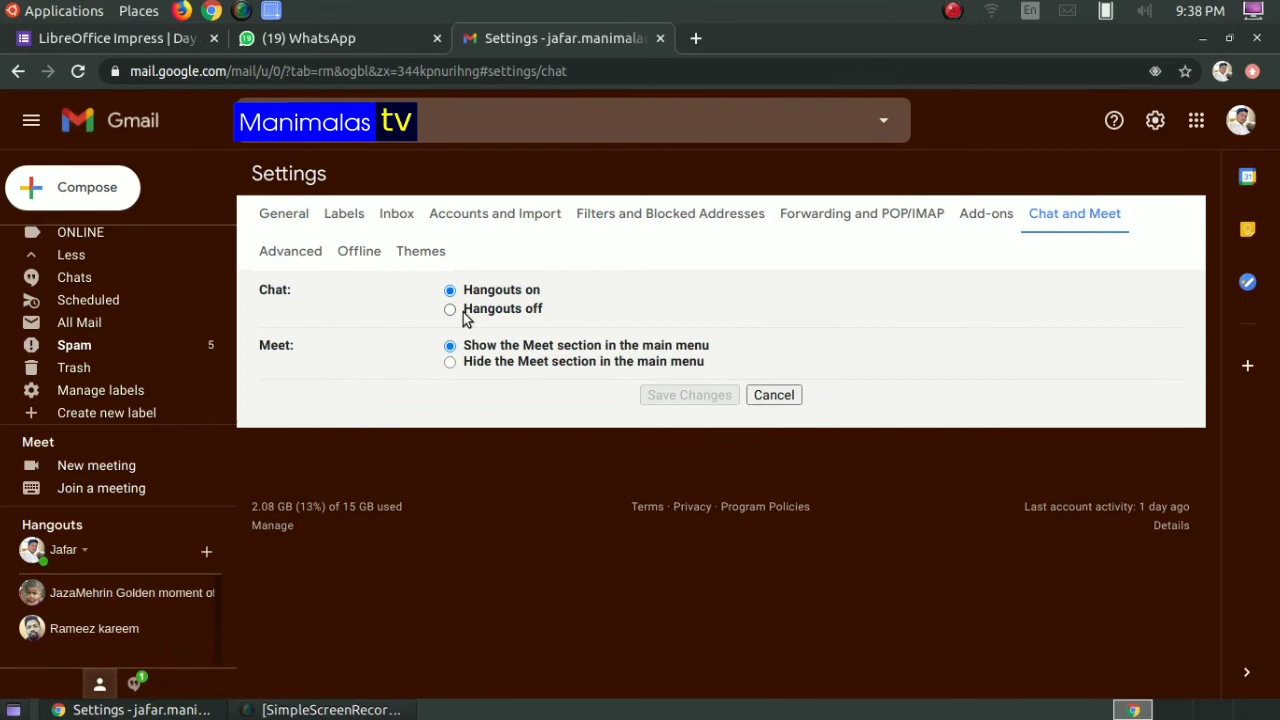 Applications Places En 9:38 PM
LibreOffice Impress | Day
(19) WhatsApp
Settings - jafar.manimala
mail.google.com/mail/u/0/?tab=rm&ogbl&zx=344kpnurihng#settings/chat
Gmail
Manimalas tv
Compose
Settings
General Labels Inbox Accounts and Import Filters and Blocked Addresses Forwarding and POP/IMAP Add-ons Chat and Meet
Advanced Offline Themes
Chat:
Hangouts on
Hangouts off
Meet:
Show the Meet section in the main menu
Hide the Meet section in the main menu
Save Changes Cancel
ONLINE
Less
Chats
Scheduled
All Mail
Spam 5
Trash
Manage labels
Create new label
Meet
New meeting
Join a meeting
Hangouts
Jafar
JazaMehrin Golden moment of
Rameez kareem
1
2.08 GB (13%) of 15 GB used
Manage
Terms · Privacy · Program Policies
Last account activity: 1 day ago
Details
31
Settings - jafar.mani...
[SimpleScreenRecor...